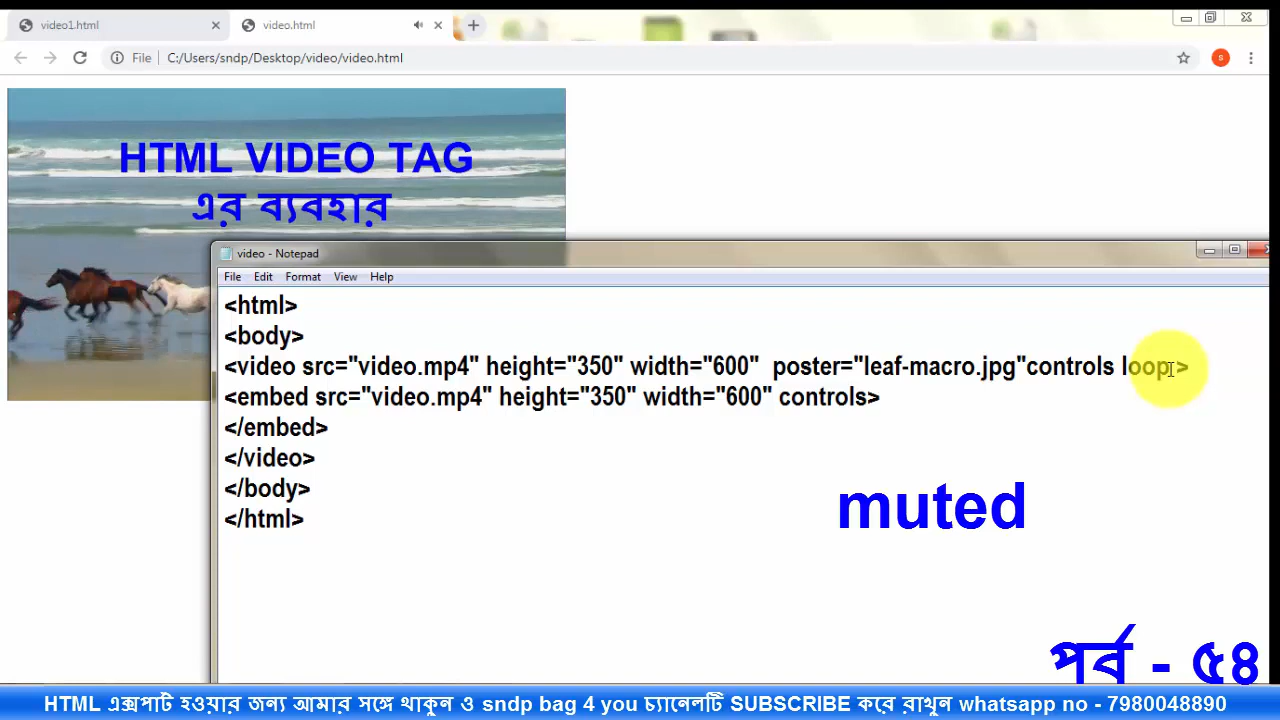 video1.html
video.html
File
C:/Users/sndp/Desktop/video/video.html
s
HTML VIDEO TAG
এর ব্যবহার
video - Notepad
File Edit Format View Help
<html>
<body>
<video src="video.mp4" height="350" width="600"  poster="leaf-macro.jpg"controls loop >
<embed src="video.mp4" height="350" width="600" controls>
</embed>
</video>
</body>
</html>
muted
পর্ব - ৫৪
HTML এক্সপার্ট হওয়ার জন্য আমার সঙ্গে থাকুন ও sndp bag 4 you চ্যানেলটি SUBSCRIBE করে রাখুন whatsapp no - 7980048890